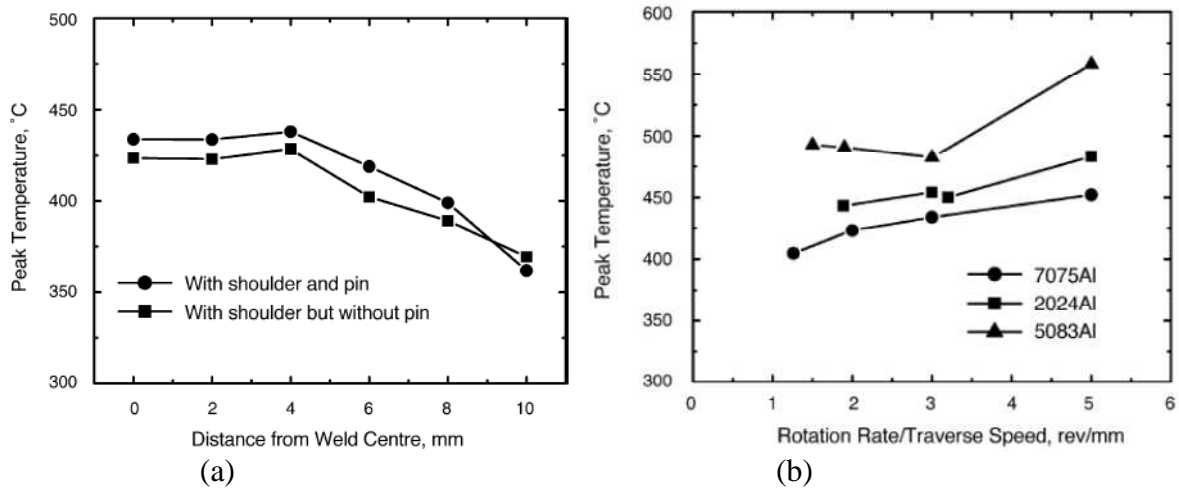 500
450
400
350
300
Peak Temperature, ˚C
With shoulder and pin
With shoulder but without pin
0 2 4 6 8 10
Distance from Weld Centre, mm
(a)
600
550
500
450
400
350
300
Peak Temperature, ˚C
7075Al
2024Al
5083Al
0 1 2 3 4 5 6
Rotation Rate/Traverse Speed, rev/mm
(b)